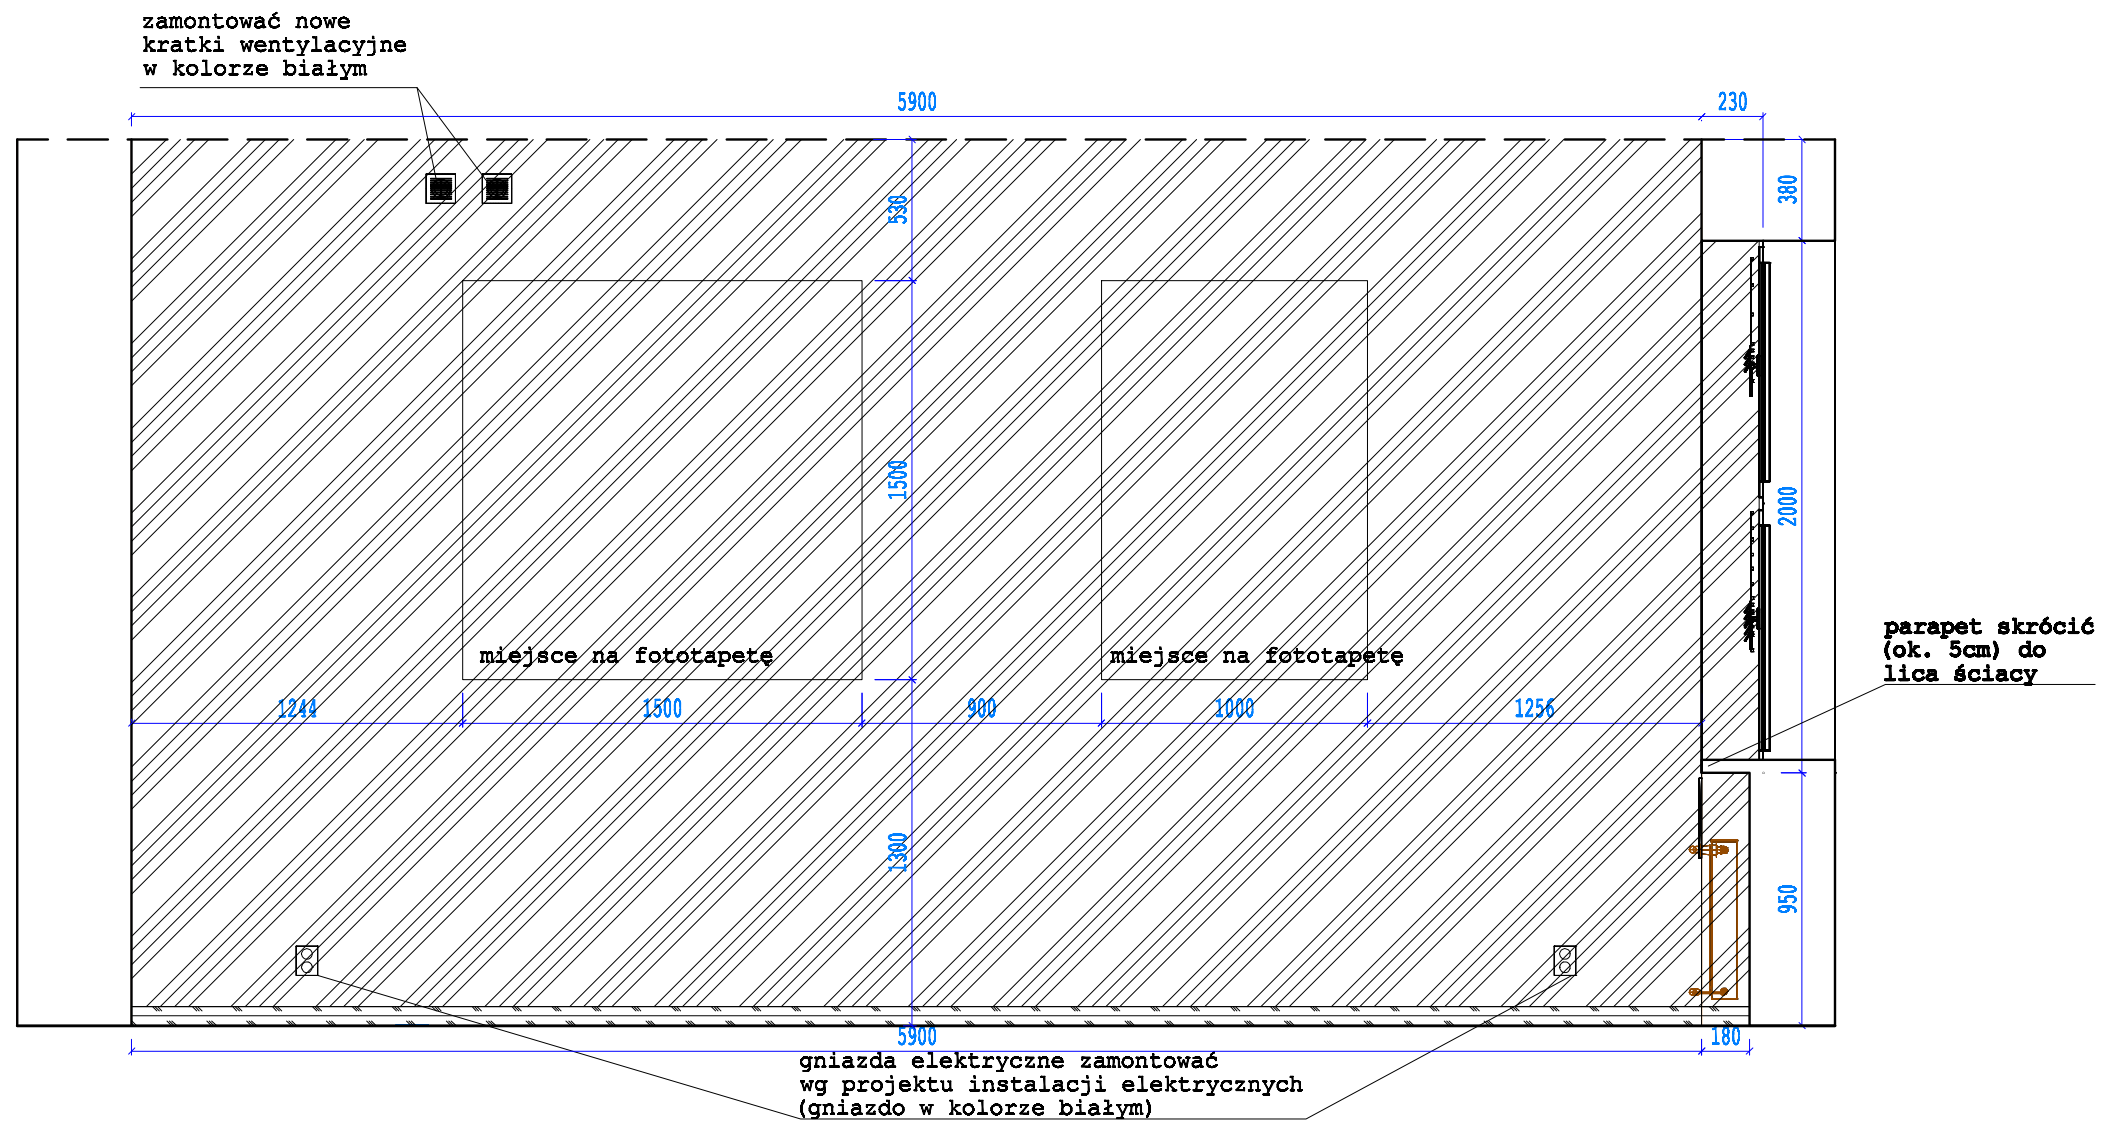 zamontować nowe
kratki wentylacyjne
w kolorze białym
5900
230
380
530
1500
2000
miejsce na fototapetę
miejsce na fototapetę
parapet skrócić
(ok. 5cm) do
lica ściacy
1244
1500
900
1000
1256
1300
950
5900
180
gniazda elektryczne zamontować
wg projektu instalacji elektrycznych
(gniazdo w kolorze białym)